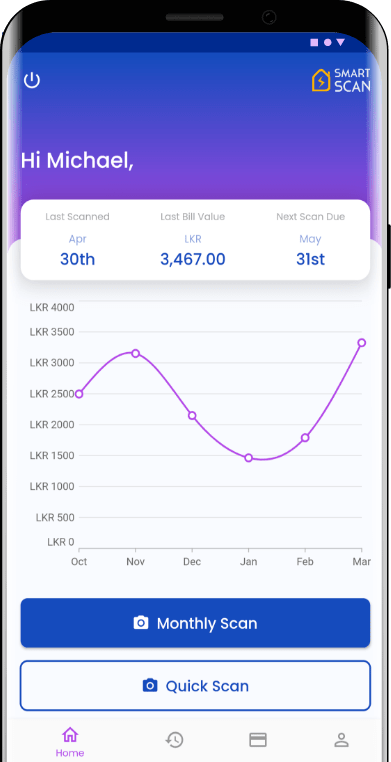 SMART
SCAN
Hi Michael,
Last Scanned Last Bill Value Next Scan Due
Apr LKR May
30th 3,467.00 31st
LKR 4000
LKR 3500
LKR 3000
LKR 2500
LKR 2000
LKR 1500
LKR 1000
LKR 500
LKR 0
Oct Nov Dec Jan Feb Mar
Monthly Scan
Quick Scan
Home